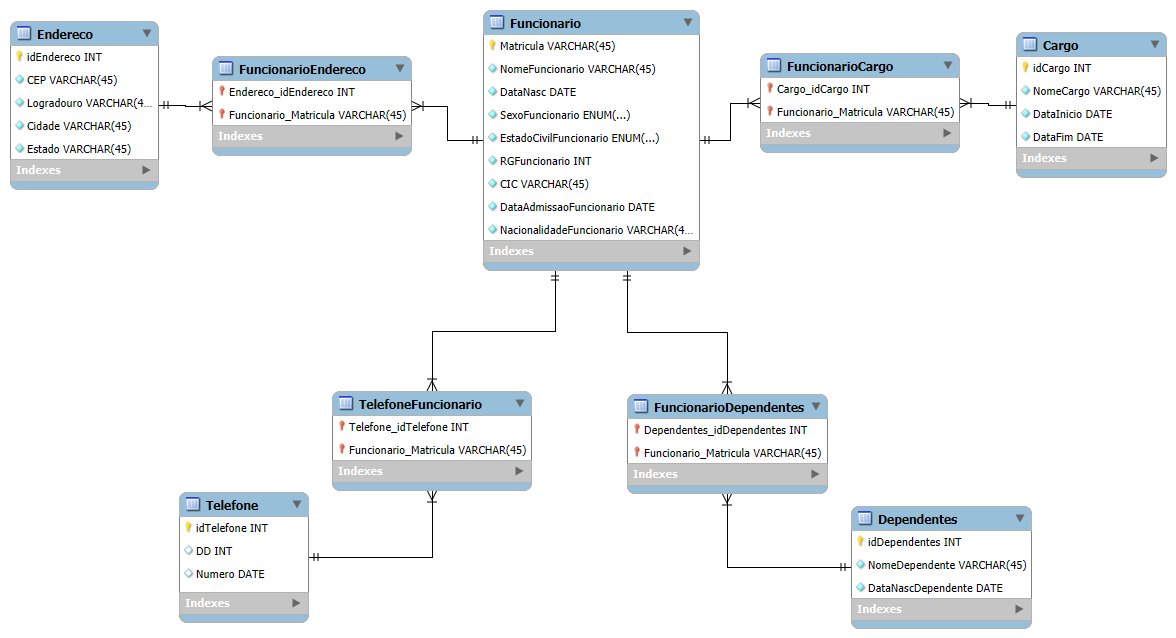 Endereco
idEndereco INT
CEP VARCHAR(45)
Logradouro VARCHAR(4...
Cidade VARCHAR(45)
Estado VARCHAR(45)
Indexes
FuncionarioEndereco
Endereco_idEndereco INT
Funcionario_Matricula VARCHAR(45)
Indexes
Funcionario
Matricula VARCHAR(45)
NomeFuncionario VARCHAR(45)
DataNasc DATE
SexoFuncionario ENUM(...)
EstadoCivilFuncionario ENUM(...)
RGFuncionario INT
CIC VARCHAR(45)
DataAdmissaoFuncionario DATE
NacionalidadeFuncionario VARCHAR(4...
Indexes
FuncionarioCargo
Cargo_idCargo INT
Funcionario_Matricula VARCHAR(45)
Indexes
Cargo
idCargo INT
NomeCargo VARCHAR(45)
DataInicio DATE
DataFim DATE
Indexes
TelefoneFuncionario
Telefone_idTelefone INT
Funcionario_Matricula VARCHAR(45)
Indexes
FuncionarioDependentes
Dependentes_idDependentes INT
Funcionario_Matricula VARCHAR(45)
Indexes
Telefone
idTelefone INT
DD INT
Numero DATE
Indexes
Dependentes
idDependentes INT
NomeDependente VARCHAR(45)
DataNascDependente DATE
Indexes